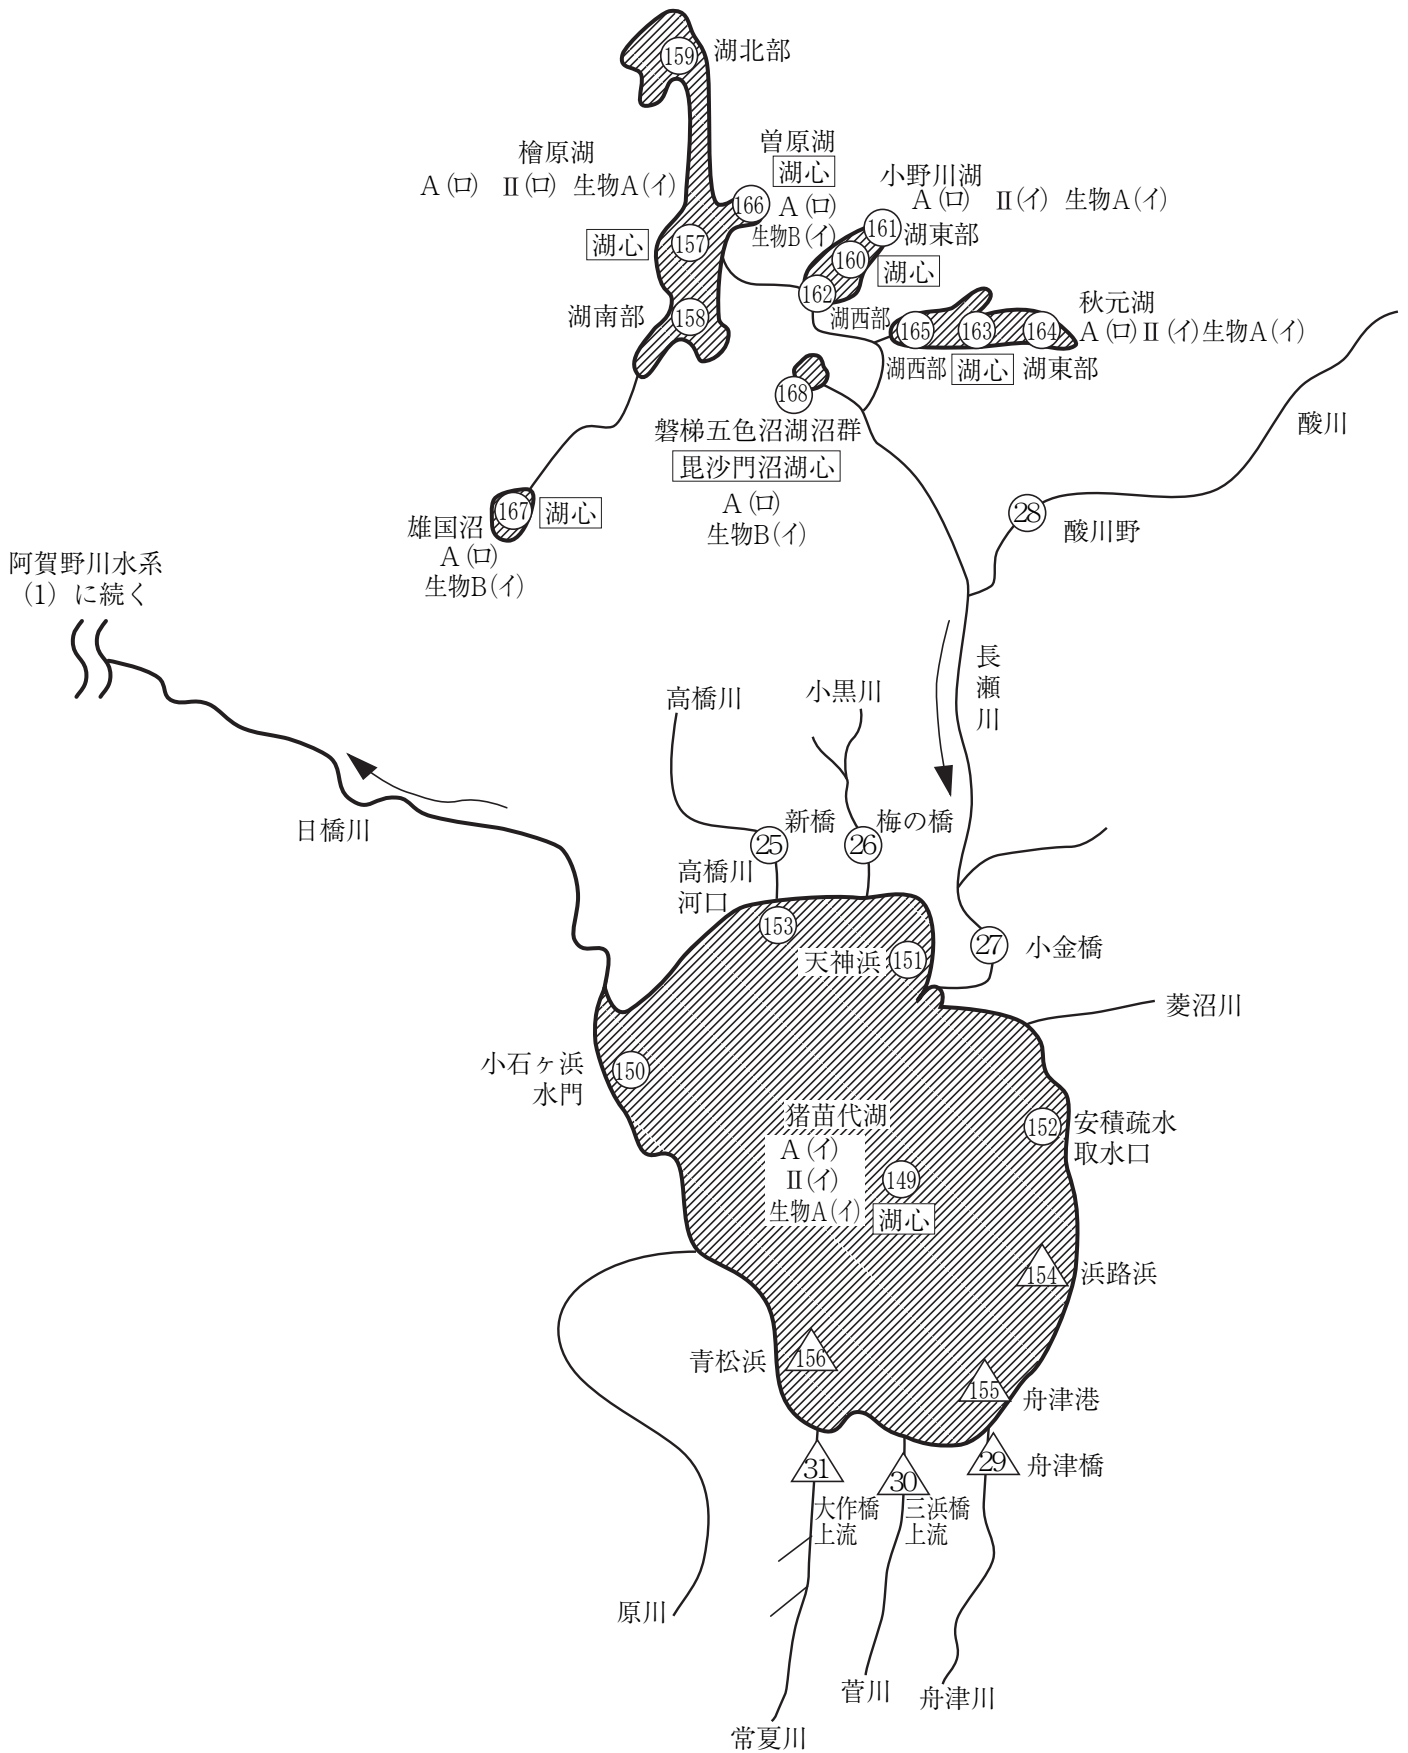 159
湖北部
檜原湖
A(ロ) Ⅱ(ロ) 生物A(イ)
曽原湖
湖心
A(ロ)
生物B(イ)
166
小野川湖
A(ロ) Ⅱ(イ) 生物A(イ)
161
湖東部
湖心
157
160
湖心
162
湖西部
湖南部
158
165
163
164
秋元湖
A(ロ)Ⅱ(イ)生物A(イ)
湖西部
湖心
湖東部
168
磐梯五色沼湖沼群
毘沙門沼湖心
A(ロ)
生物B(イ)
酸川
167
湖心
雄国沼
A(ロ)
生物B(イ)
28
酸川野
阿賀野川水系
(1)に続く
長瀬川
高橋川
小黒川
日橋川
25
新橋
26
梅の橋
高橋川
河口
153
天神浜
151
27
小金橋
菱沼川
小石ヶ浜
水門
150
猪苗代湖
A(イ)
Ⅱ(イ)
生物A(イ)
149
湖心
152
安積疏水
取水口
154
浜路浜
青松浜
156
155
舟津港
31
30
29
舟津橋
大作橋
上流
三浜橋
上流
原川
菅川
舟津川
常夏川